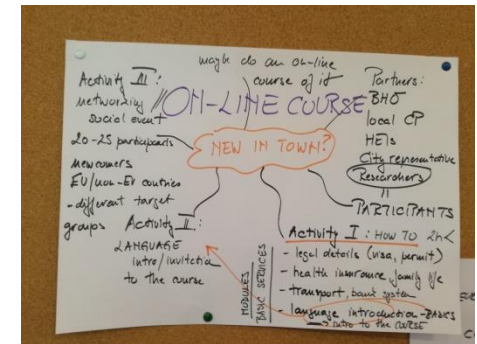 maybe do an on-line
course of it
ON-LINE COURSE
NEW IN TOWN?
Activity III:
networking /
social event
20-25 participants
newcomers
EU/non-EU countries
- different target
groups
Activity II:
LANGUAGE
intro/invitation
to the course
Partners:
BHO
local CP
HEIs
City representative
Researchers
=
PARTICIPANTS
Activity I: HOW TO 2h<
- legal details (visa, permit)
- health insurance, family life
- transport, bank system
- language introduction-BASICS
→ intro to the COURSE
MODULES
BASIC SERVICES